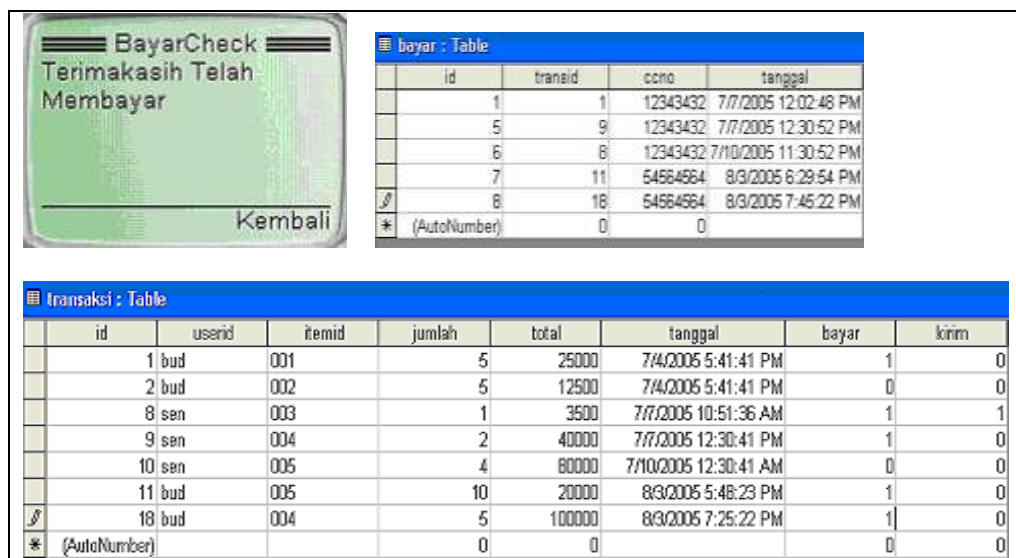 BayarCheck
Terimakasih Telah
Membayar
Kembali
bayar : Table
id transid ccno tanggal
1 1 12343432 7/7/2005 12:02:48 PM
5 9 12343432 7/7/2005 12:30:52 PM
6 8 12343432 7/10/2005 11:30:52 PM
7 11 54564564 8/3/2005 6:29:54 PM
8 18 54564564 8/3/2005 7:45:22 PM
* (AutoNumber) 0 0
transaksi : Table
id userid itemid jumlah total tanggal bayar kirim
1 bud 001 5 25000 7/4/2005 5:41:41 PM 1 0
2 bud 002 5 12500 7/4/2005 5:41:41 PM 0 0
8 sen 003 1 3500 7/7/2005 10:51:36 AM 1 1
9 sen 004 2 40000 7/7/2005 12:30:41 PM 1 0
10 sen 005 4 80000 7/10/2005 12:30:41 AM 0 0
11 bud 005 10 20000 8/3/2005 5:48:23 PM 1 0
18 bud 004 5 100000 8/3/2005 7:25:22 PM 1 0
* (AutoNumber) 0 0 0 0